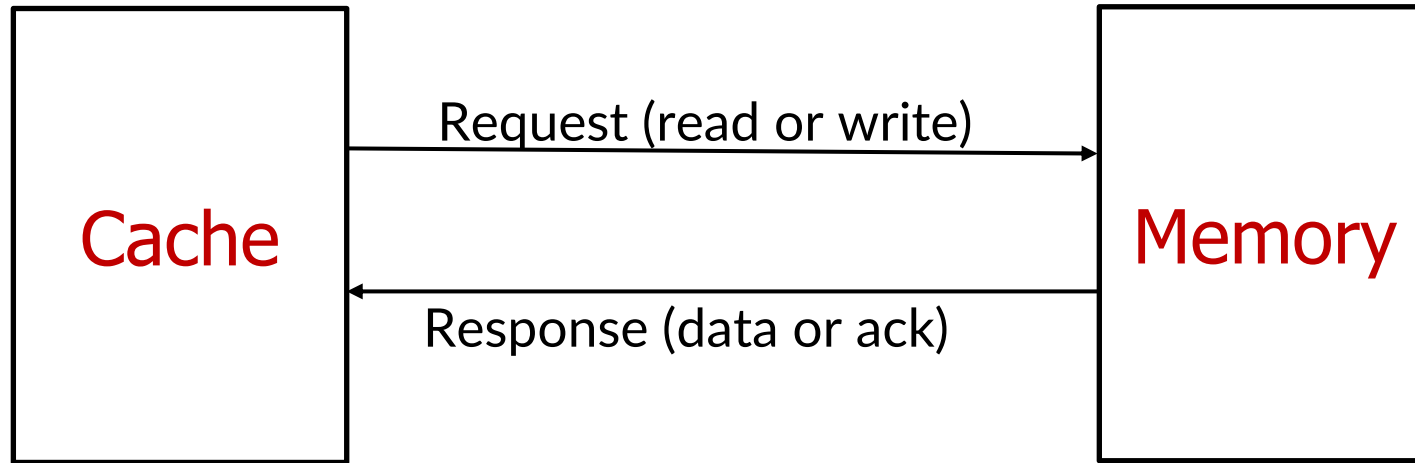 Request (read or write)
Cache
Memory
Response (data or ack)